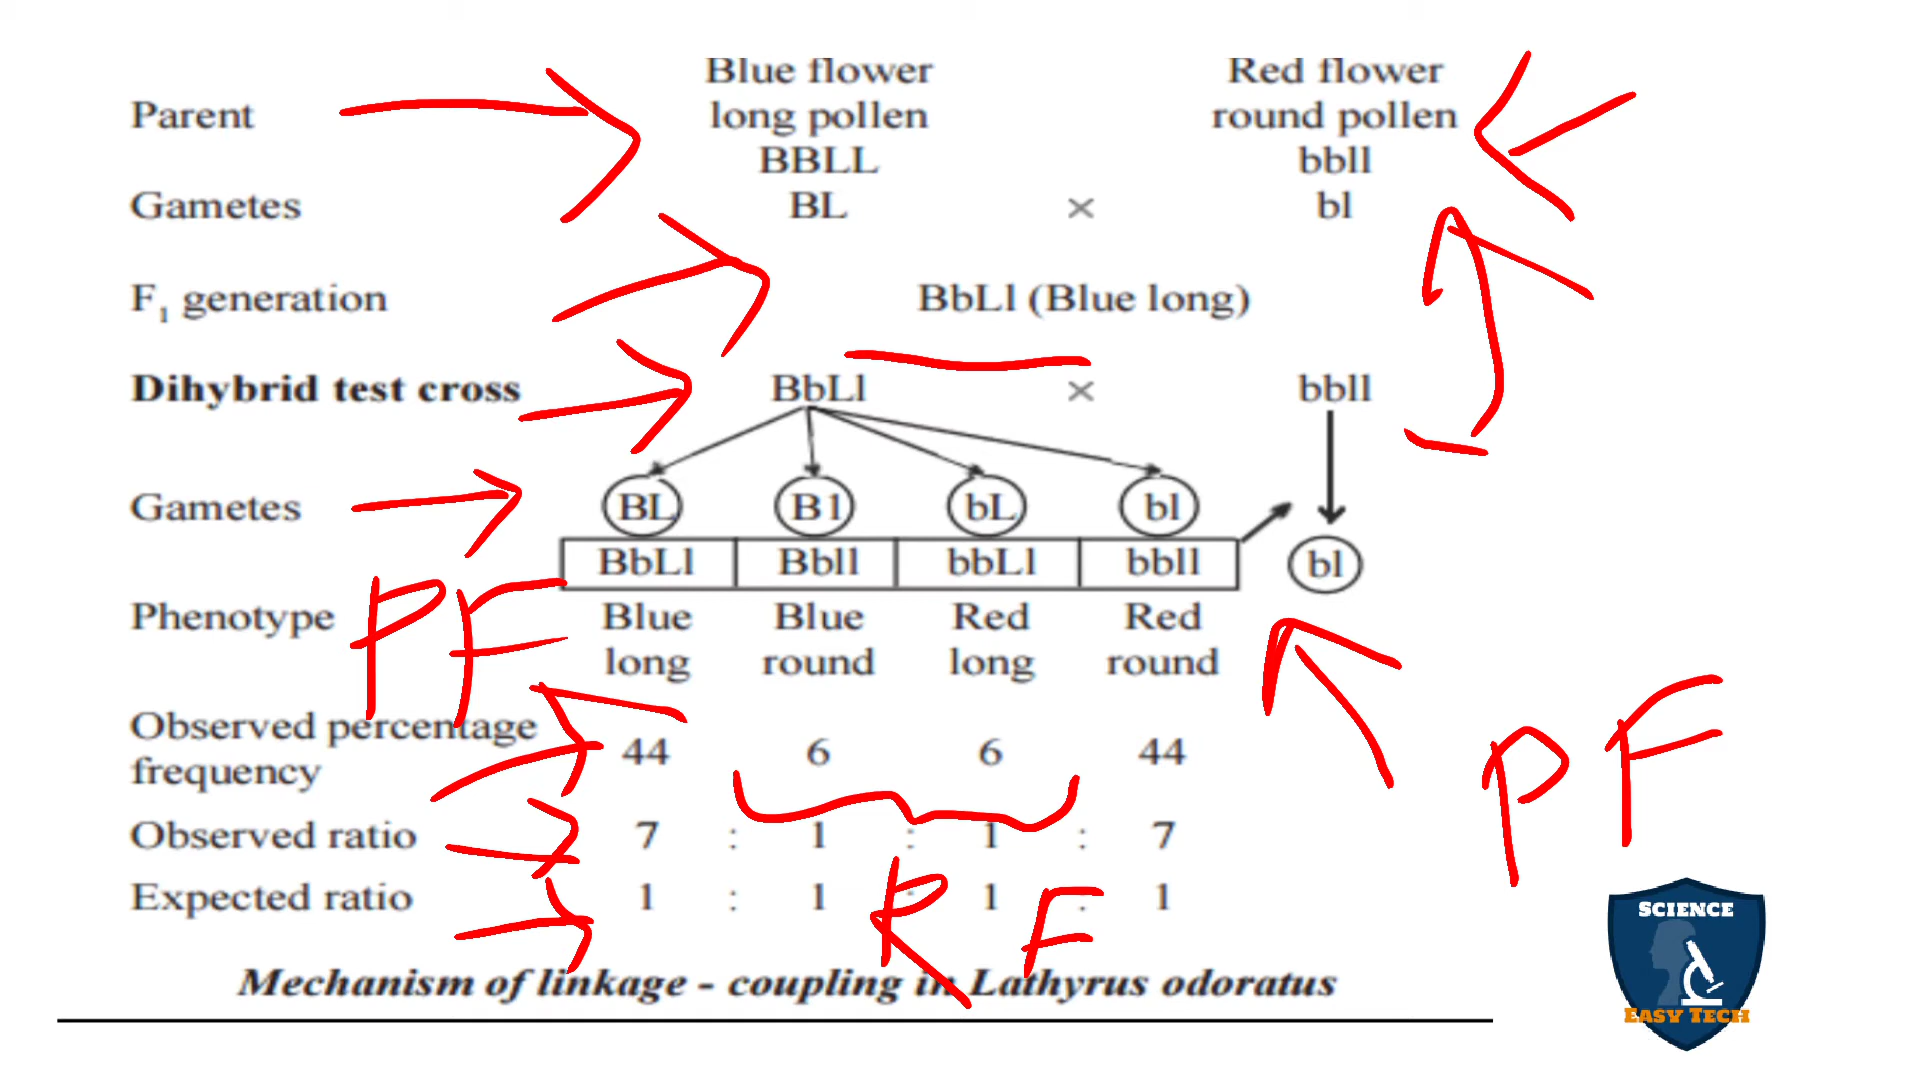 Blue flower Red flower
Parent long pollen round pollen
BBLL bbll
Gametes BL × bl
F1 generation BbLl (Blue long)
Dihybrid test cross BbLl × bbll
Gametes BL B1 bL bl
BbLl Bbll bbLl bbll bl
PF
Phenotype Blue Blue Red Red
long round long round
PF
Observed percentage
frequency 44 6 6 44
Observed ratio 7 : 1 : 1 : 7
Expected ratio 1 : 1 : 1 : 1
RF
Mechanism of linkage - coupling in Lathyrus odoratus
SCIENCE
EASY TECH